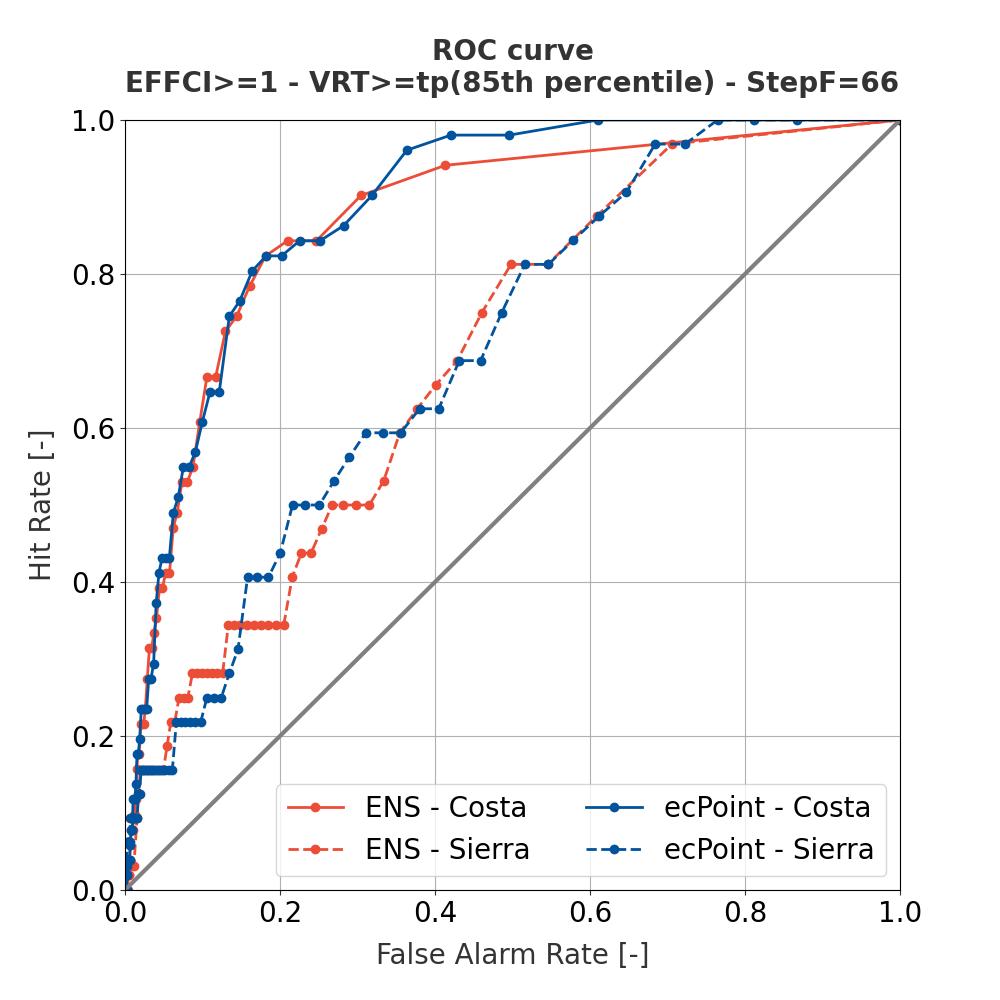 ROC curve
EFFCI>=1 - VRT>=tp(85th percentile) - StepF=66
1.0
0.8
0.6
0.4
0.2
0.0
Hit Rate [-]
ENS - Costa
ENS - Sierra
ecPoint - Costa
ecPoint - Sierra
0.0 0.2 0.4 0.6 0.8 1.0
False Alarm Rate [-]